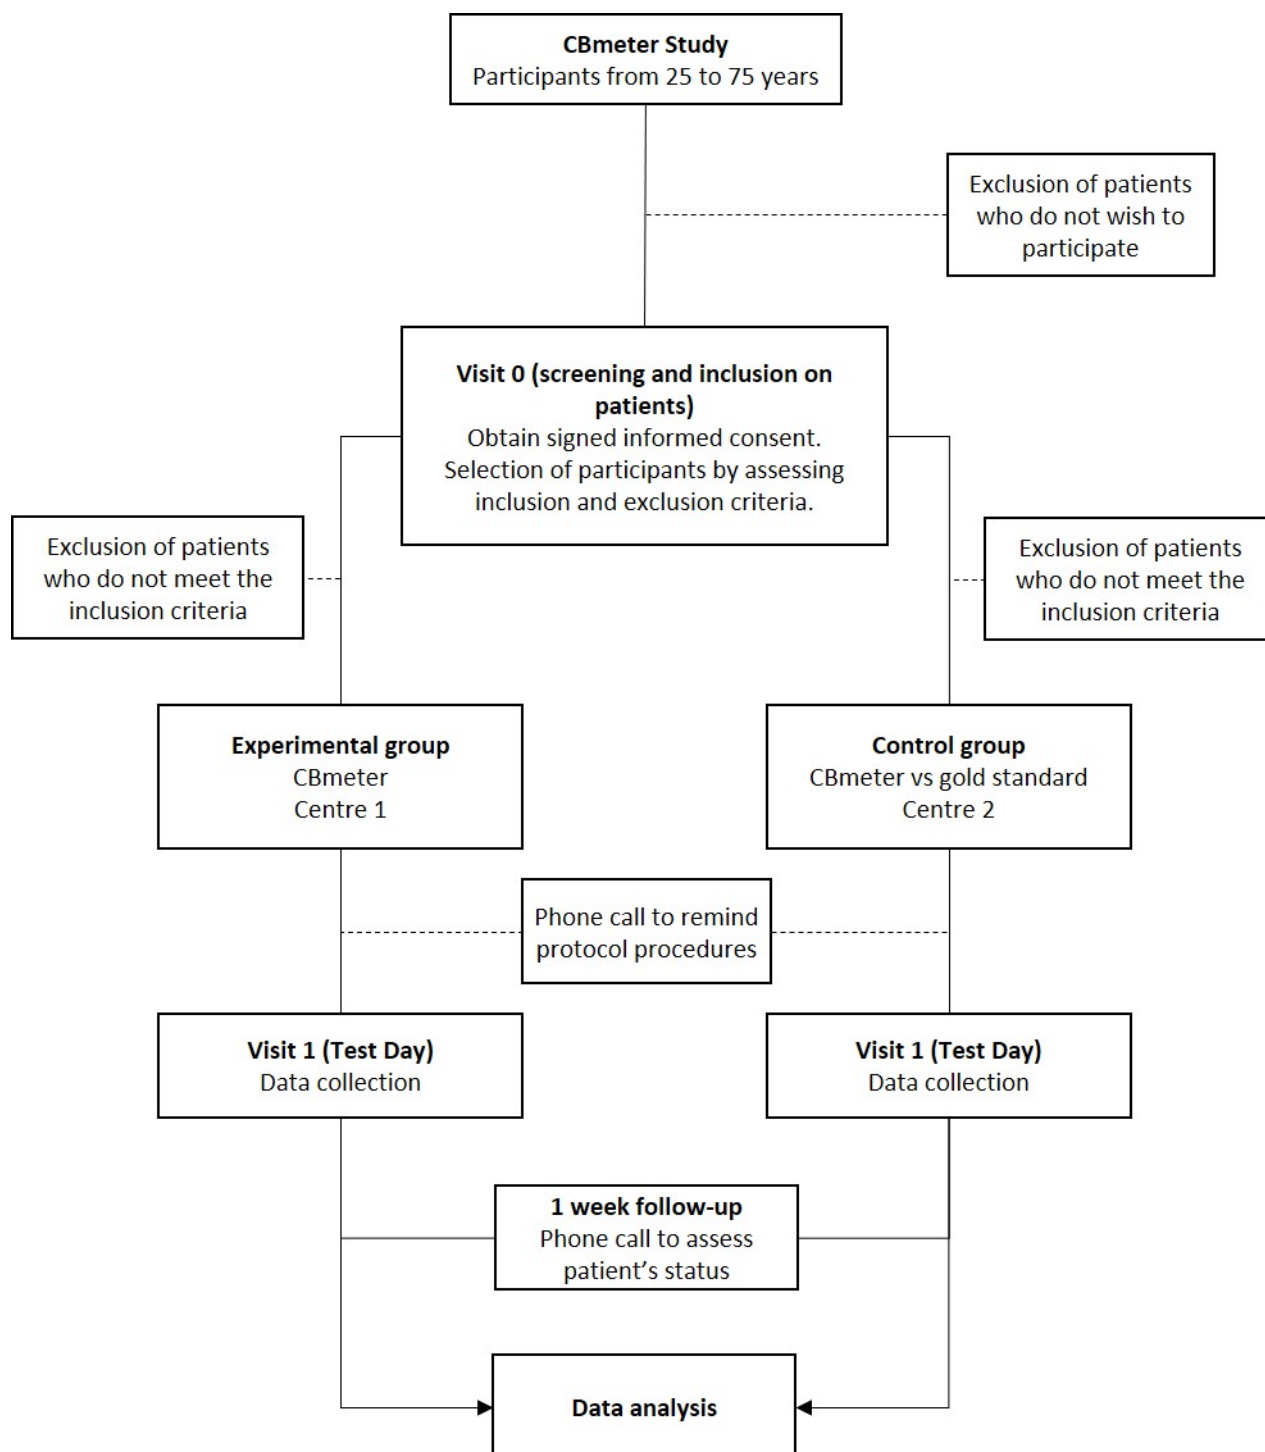 CBmeter Study
Participants from 25 to 75 years
Exclusion of patients
who do not wish to
participate
Visit 0 (screening and inclusion on
patients)
Obtain signed informed consent.
Selection of participants by assessing
inclusion and exclusion criteria.
Exclusion of patients
who do not meet the
inclusion criteria
Exclusion of patients
who do not meet the
inclusion criteria
Experimental group
CBmeter
Centre 1
Control group
CBmeter vs gold standard
Centre 2
Phone call to remind
protocol procedures
Visit 1 (Test Day)
Data collection
Visit 1 (Test Day)
Data collection
1 week follow-up
Phone call to assess
patient’s status
Data analysis